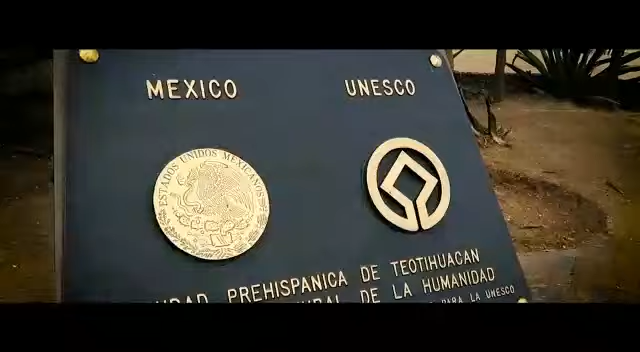 MEXICO
UNESCO
ESTADOS UNIDOS MEXICANOS
PREHISPANICA DE TEOTIHUACAN
DE LA HUMANIDAD
PARA LA UNESCO